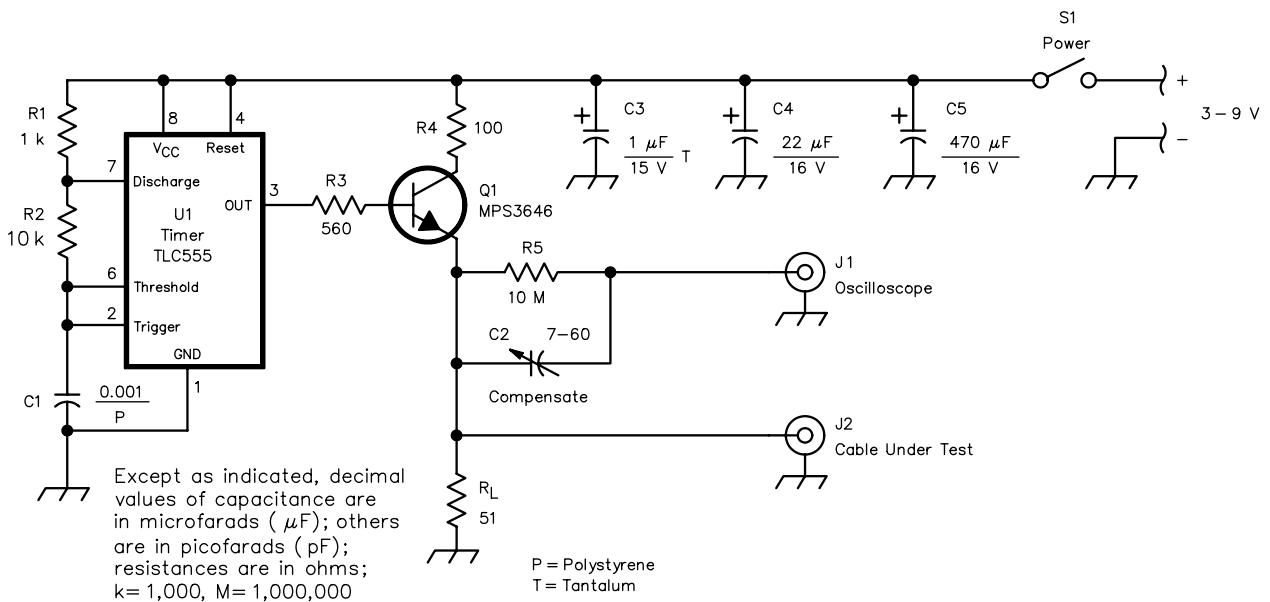 S1
Power
+
3-9 V
-
R1
1 k
8
4
VCC
Reset
7
Discharge
R2
10 k
U1
Timer
TLC555
OUT
3
6
Threshold
2
Trigger
GND
1
C1
0.001
P
R3
560
R4
100
Q1
MPS3646
+
C3
1 μF
15 V
T
+
C4
22 μF
16 V
+
C5
470 μF
16 V
R5
10 M
C2
7-60
Compensate
J1
Oscilloscope
J2
Cable Under Test
RL
51
Except as indicated, decimal
values of capacitance are
in microfarads ( μF); others
are in picofarads ( pF);
resistances are in ohms;
k= 1,000, M= 1,000,000
P = Polystyrene
T = Tantalum